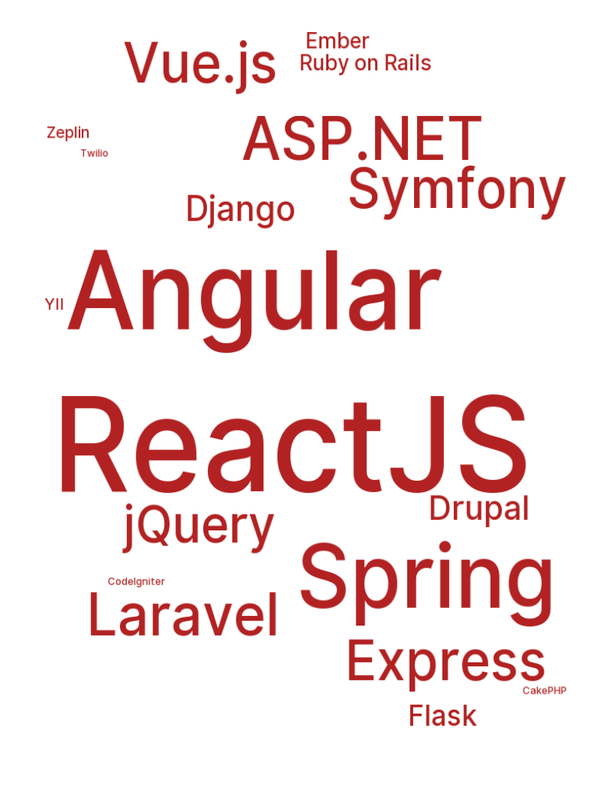 Ember
Vue.js
Ruby on Rails
ASP.NET
Zeplin
Twilio
Symfony
Django
Angular
YII
ReactJS
Drupal
jQuery
Spring
CodeIgniter
Laravel
Express
CakePHP
Flask